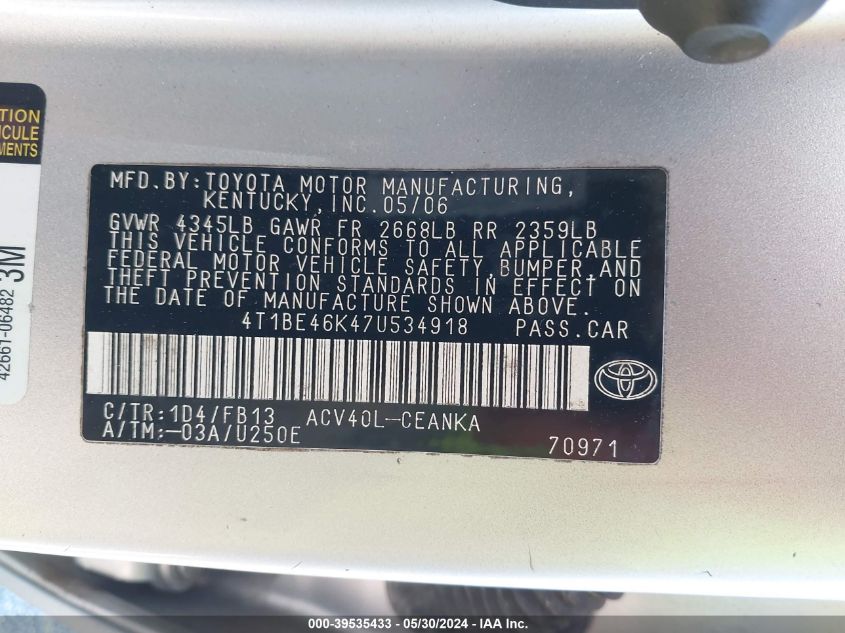 TION
ICULE
MENTS
42661-06482 3M
MFD.BY:TOYOTA MOTOR MANUFACTURING,
KENTUCKY,INC.05/06
GVWR 4345LB GAWR FR 2668LB RR 2359LB
THIS VEHICLE CONFORMS TO ALL APPLICABLE
FEDERAL MOTOR VEHICLE SAFETY,BUMPER,AND
THEFT PREVENTION STANDARDS IN EFFECT ON
THE DATE OF MANUFACTURE SHOWN ABOVE.
4T1BE46K47U534918 PASS.CAR
C/TR:1D4/FB13 ACV40L-CEANKA
A/TM:-03A/U250E 70971
000-39535433 - 05/30/2024 - IAA Inc.